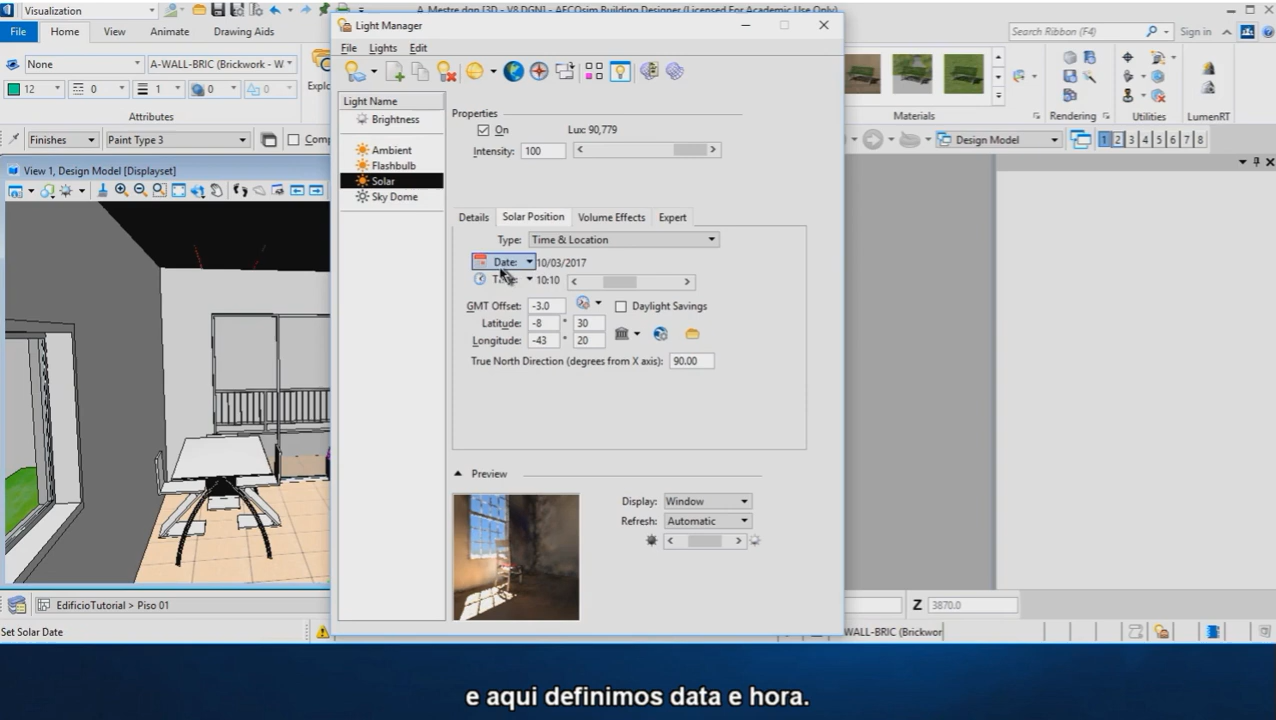 Visualization
A_Mestre.dgn [3D - V8 DGN] - AECOsim Building Designer (Licensed For Academic Use Only)
File Home View Animate Drawing Aids
Search Ribbon (F4) Sign in
None A-WALL-BRIC (Brickwork - W
12 0 1 0 0
Explo
Attributes
Materials Rendering Utilities LumenRT
Finishes Paint Type 3 Comp
Design Model 1 2 3 4 5 6 7 8
View 1, Design Model [Displayset]
Light Manager
File Lights Edit
Light Name
Brightness
Ambient
Flashbulb
Solar
Sky Dome
Properties
On Lux: 90,779
Intensity: 100
Details Solar Position Volume Effects Expert
Type: Time & Location
Date: 10/03/2017
10:10
GMT Offset: -3.0 Daylight Savings
Latitude: -8 ° 30
Longitude: -43 ° 20
True North Direction (degrees from X axis): 90.00
Preview
Display: Window
Refresh: Automatic
EdificioTutorial > Piso 01
Z 3870.0
Set Solar Date
WALL-BRIC (Brickwor
e aqui definimos data e hora.